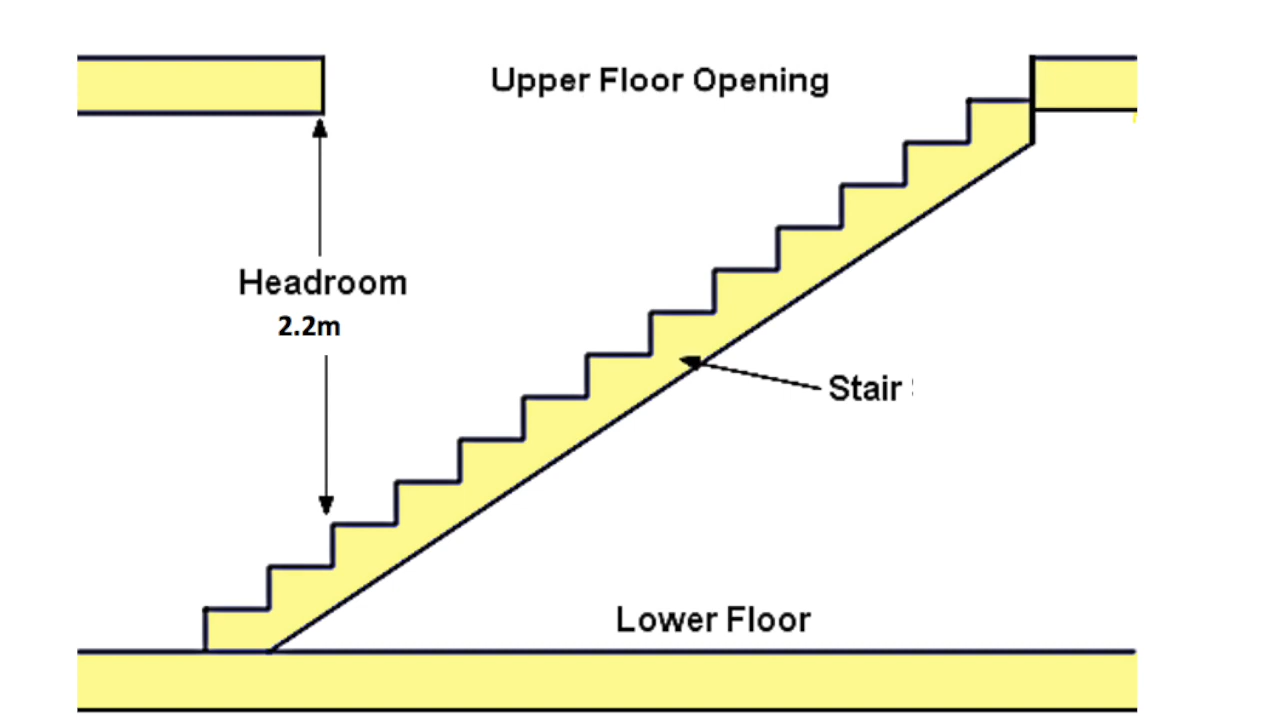 Upper Floor Opening
Headroom
2.2m
Stair
Lower Floor